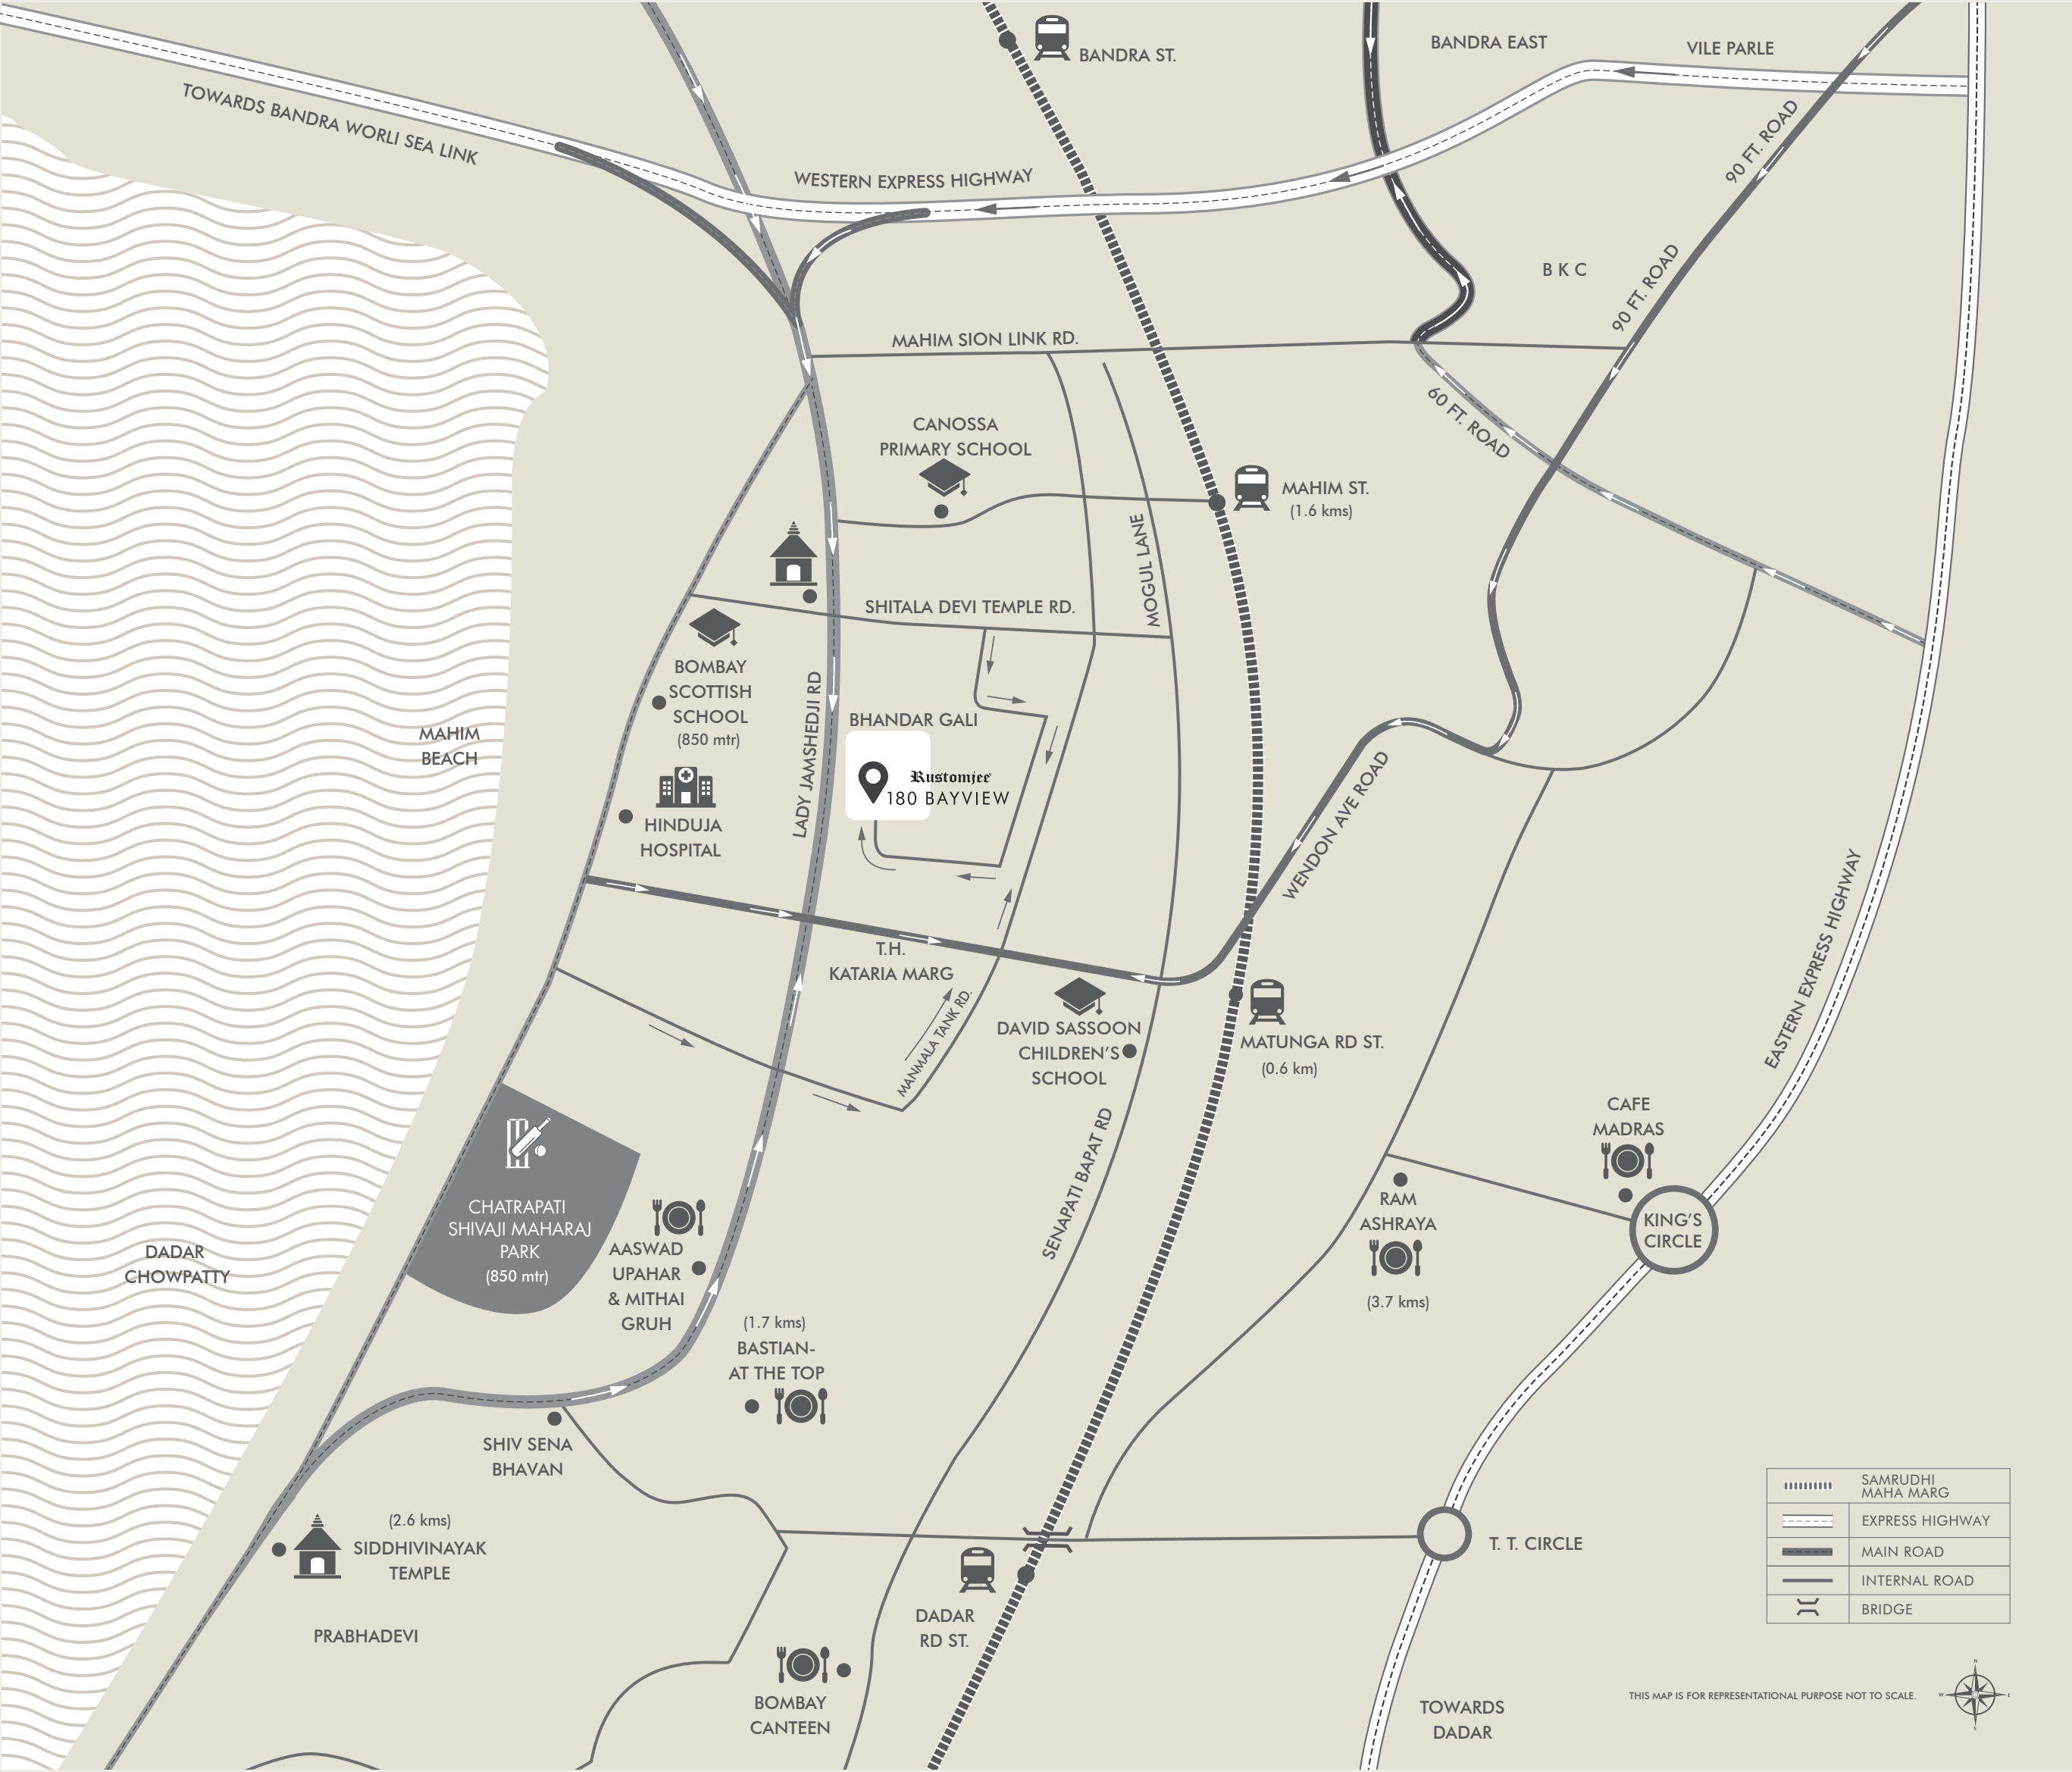 BANDRA ST.
BANDRA EAST
VILE PARLE
TOWARDS BANDRA WORLI SEA LINK
90 FT. ROAD
WESTERN EXPRESS HIGHWAY
B K C
90 FT. ROAD
MAHIM SION LINK RD.
60 FT. ROAD
CANOSSA
PRIMARY SCHOOL
MAHIM ST.
(1.6 kms)
MOGUL LANE
SHITALA DEVI TEMPLE RD.
BOMBAY
SCOTTISH
SCHOOL
(850 mtr)
LADY JAMSHEDJI RD
BHANDAR GALI
MAHIM
BEACH
Rustomjee
180 BAYVIEW
HINDUJA
HOSPITAL
WENDON AVE ROAD
EASTERN EXPRESS HIGHWAY
T.H.
KATARIA MARG
MANMALA TANK RD.
DAVID SASSOON
CHILDREN'S
SCHOOL
MATUNGA RD ST.
(0.6 km)
CAFE
MADRAS
SENAPATI BAPAT RD
CHATRAPATI
SHIVAJI MAHARAJ
PARK
(850 mtr)
RAM
ASHRAYA
(3.7 kms)
KING'S
CIRCLE
DADAR
CHOWPATTY
AASWAD
UPAHAR
& MITHAI
GRUH
(1.7 kms)
BASTIAN-
AT THE TOP
SHIV SENA
BHAVAN
(2.6 kms)
SIDDHIVINAYAK
TEMPLE
T. T. CIRCLE
SAMRUDHI
MAHA MARG
EXPRESS HIGHWAY
MAIN ROAD
INTERNAL ROAD
BRIDGE
DADAR
RD ST.
PRABHADEVI
BOMBAY
CANTEEN
TOWARDS
DADAR
THIS MAP IS FOR REPRESENTATIONAL PURPOSE NOT TO SCALE.
N
W
E
S